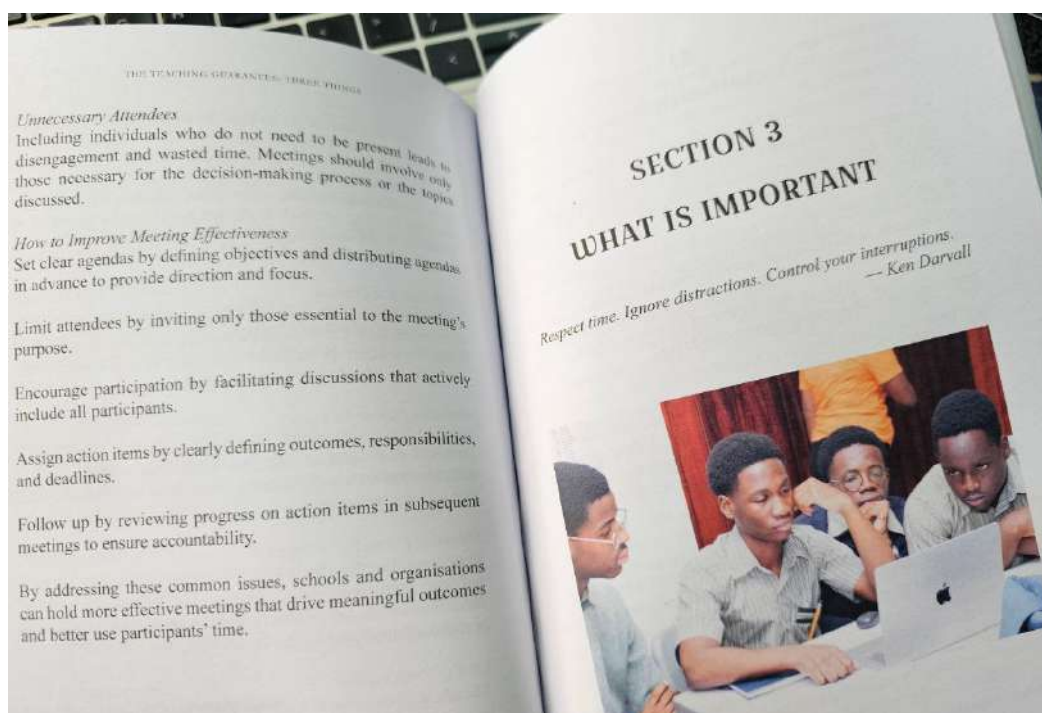 THE TEACHING GUARANTEE: THREE THINGS
Unnecessary Attendees
Including individuals who do not need to be present leads to
disengagement and wasted time. Meetings should involve only
those necessary for the decision-making process or the topics
discussed.
How to Improve Meeting Effectiveness
Set clear agendas by defining objectives and distributing agendas
in advance to provide direction and focus.
Limit attendees by inviting only those essential to the meeting's
purpose.
Encourage participation by facilitating discussions that actively
include all participants.
Assign action items by clearly defining outcomes, responsibilities,
and deadlines.
Follow up by reviewing progress on action items in subsequent
meetings to ensure accountability.
By addressing these common issues, schools and organisations
can hold more effective meetings that drive meaningful outcomes
and better use participants' time.
SECTION 3
WHAT IS IMPORTANT
Respect time. Ignore distractions. Control your interruptions.
— Ken Darvall